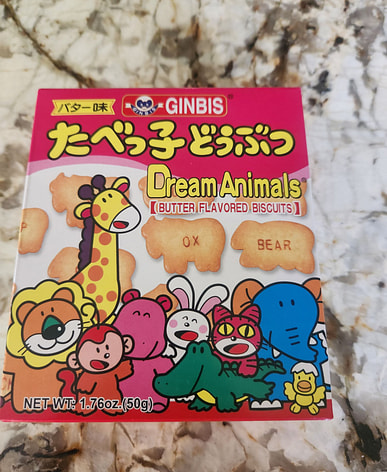 バター味
GINBIS
GINBIS®
たべっ子どうぶつ
Dream Animals®
【BUTTER FLAVORED BISCUITS】
OX
BEAR
P
NET WT. 1.76oz.(50g)